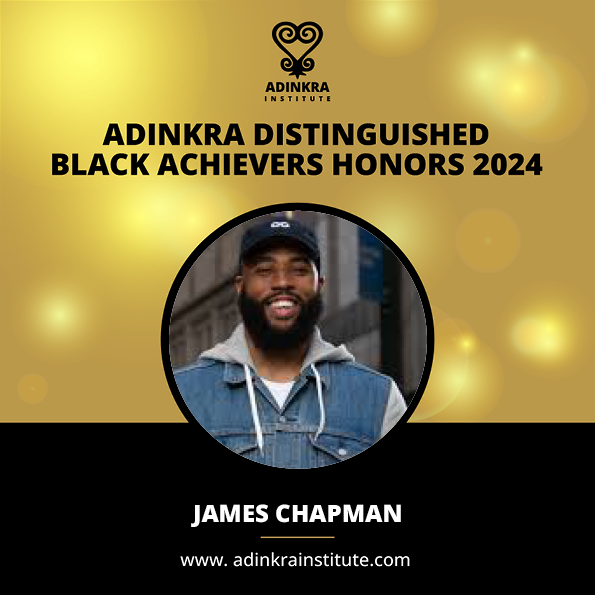 ADINKRA
INSTITUTE
ADINKRA DISTINGUISHED
BLACK ACHIEVERS HONORS 2024
JAMES CHAPMAN
www. adinkrainstitute.com